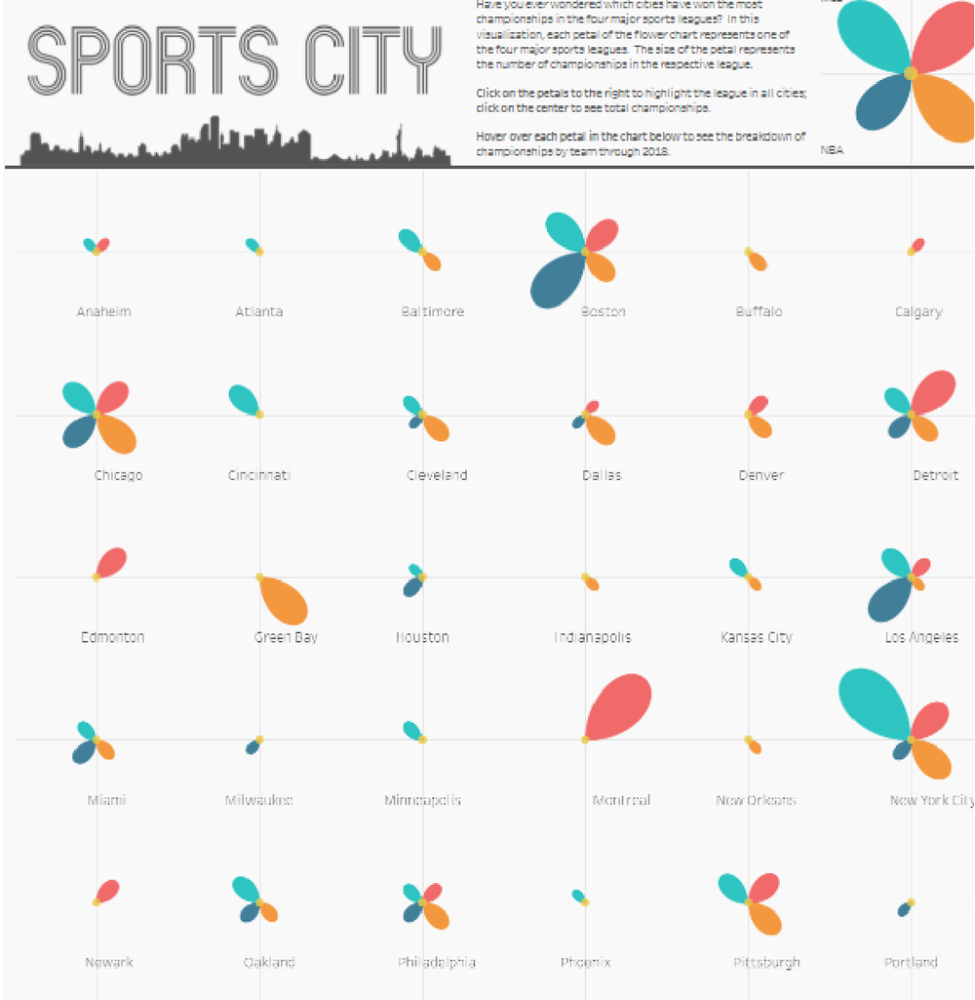 SPORTS CITY
Have you ever wondered which cities have won the most
championships in the four major sports leagues? In this
visualization, each petal of the flower chart represents one of
the four major sports leagues. The size of the petal represents
the number of championships in the respective league.
Click on the petals to the right to highlight the league in all cities;
click on the center to see total championships.
Hover over each petal in the chart below to see the breakdown of
championships by team through 2018.
NBA
Anaheim
Atlanta
Baltimore
Boston
Buffalo
Calgary
Chicago
Cincinnati
Cleveland
Dallas
Denver
Detroit
Edmonton
Green Bay
Houston
Indianapolis
Kansas City
Los Angeles
Miami
Milwaukee
Minneapolis
Montreal
New Orleans
New York City
Newark
Oakland
Philadelphia
Phoenix
Pittsburgh
Portland